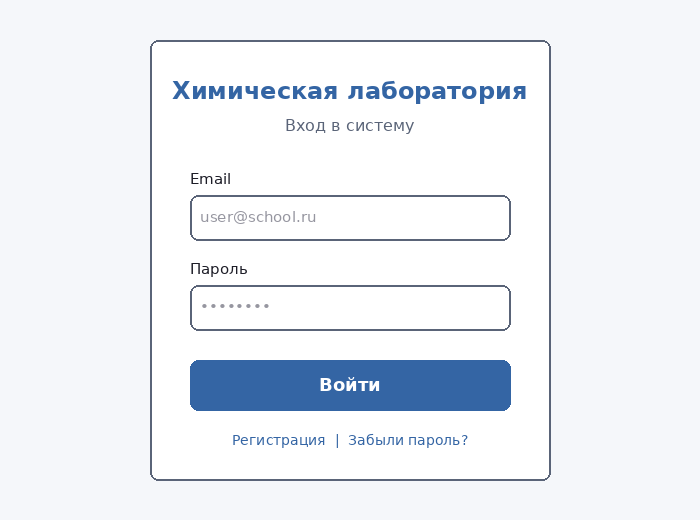 Химическая лаборатория
Вход в систему
Email
user@school.ru
Пароль
••••••••
Войти
Регистрация | Забыли пароль?